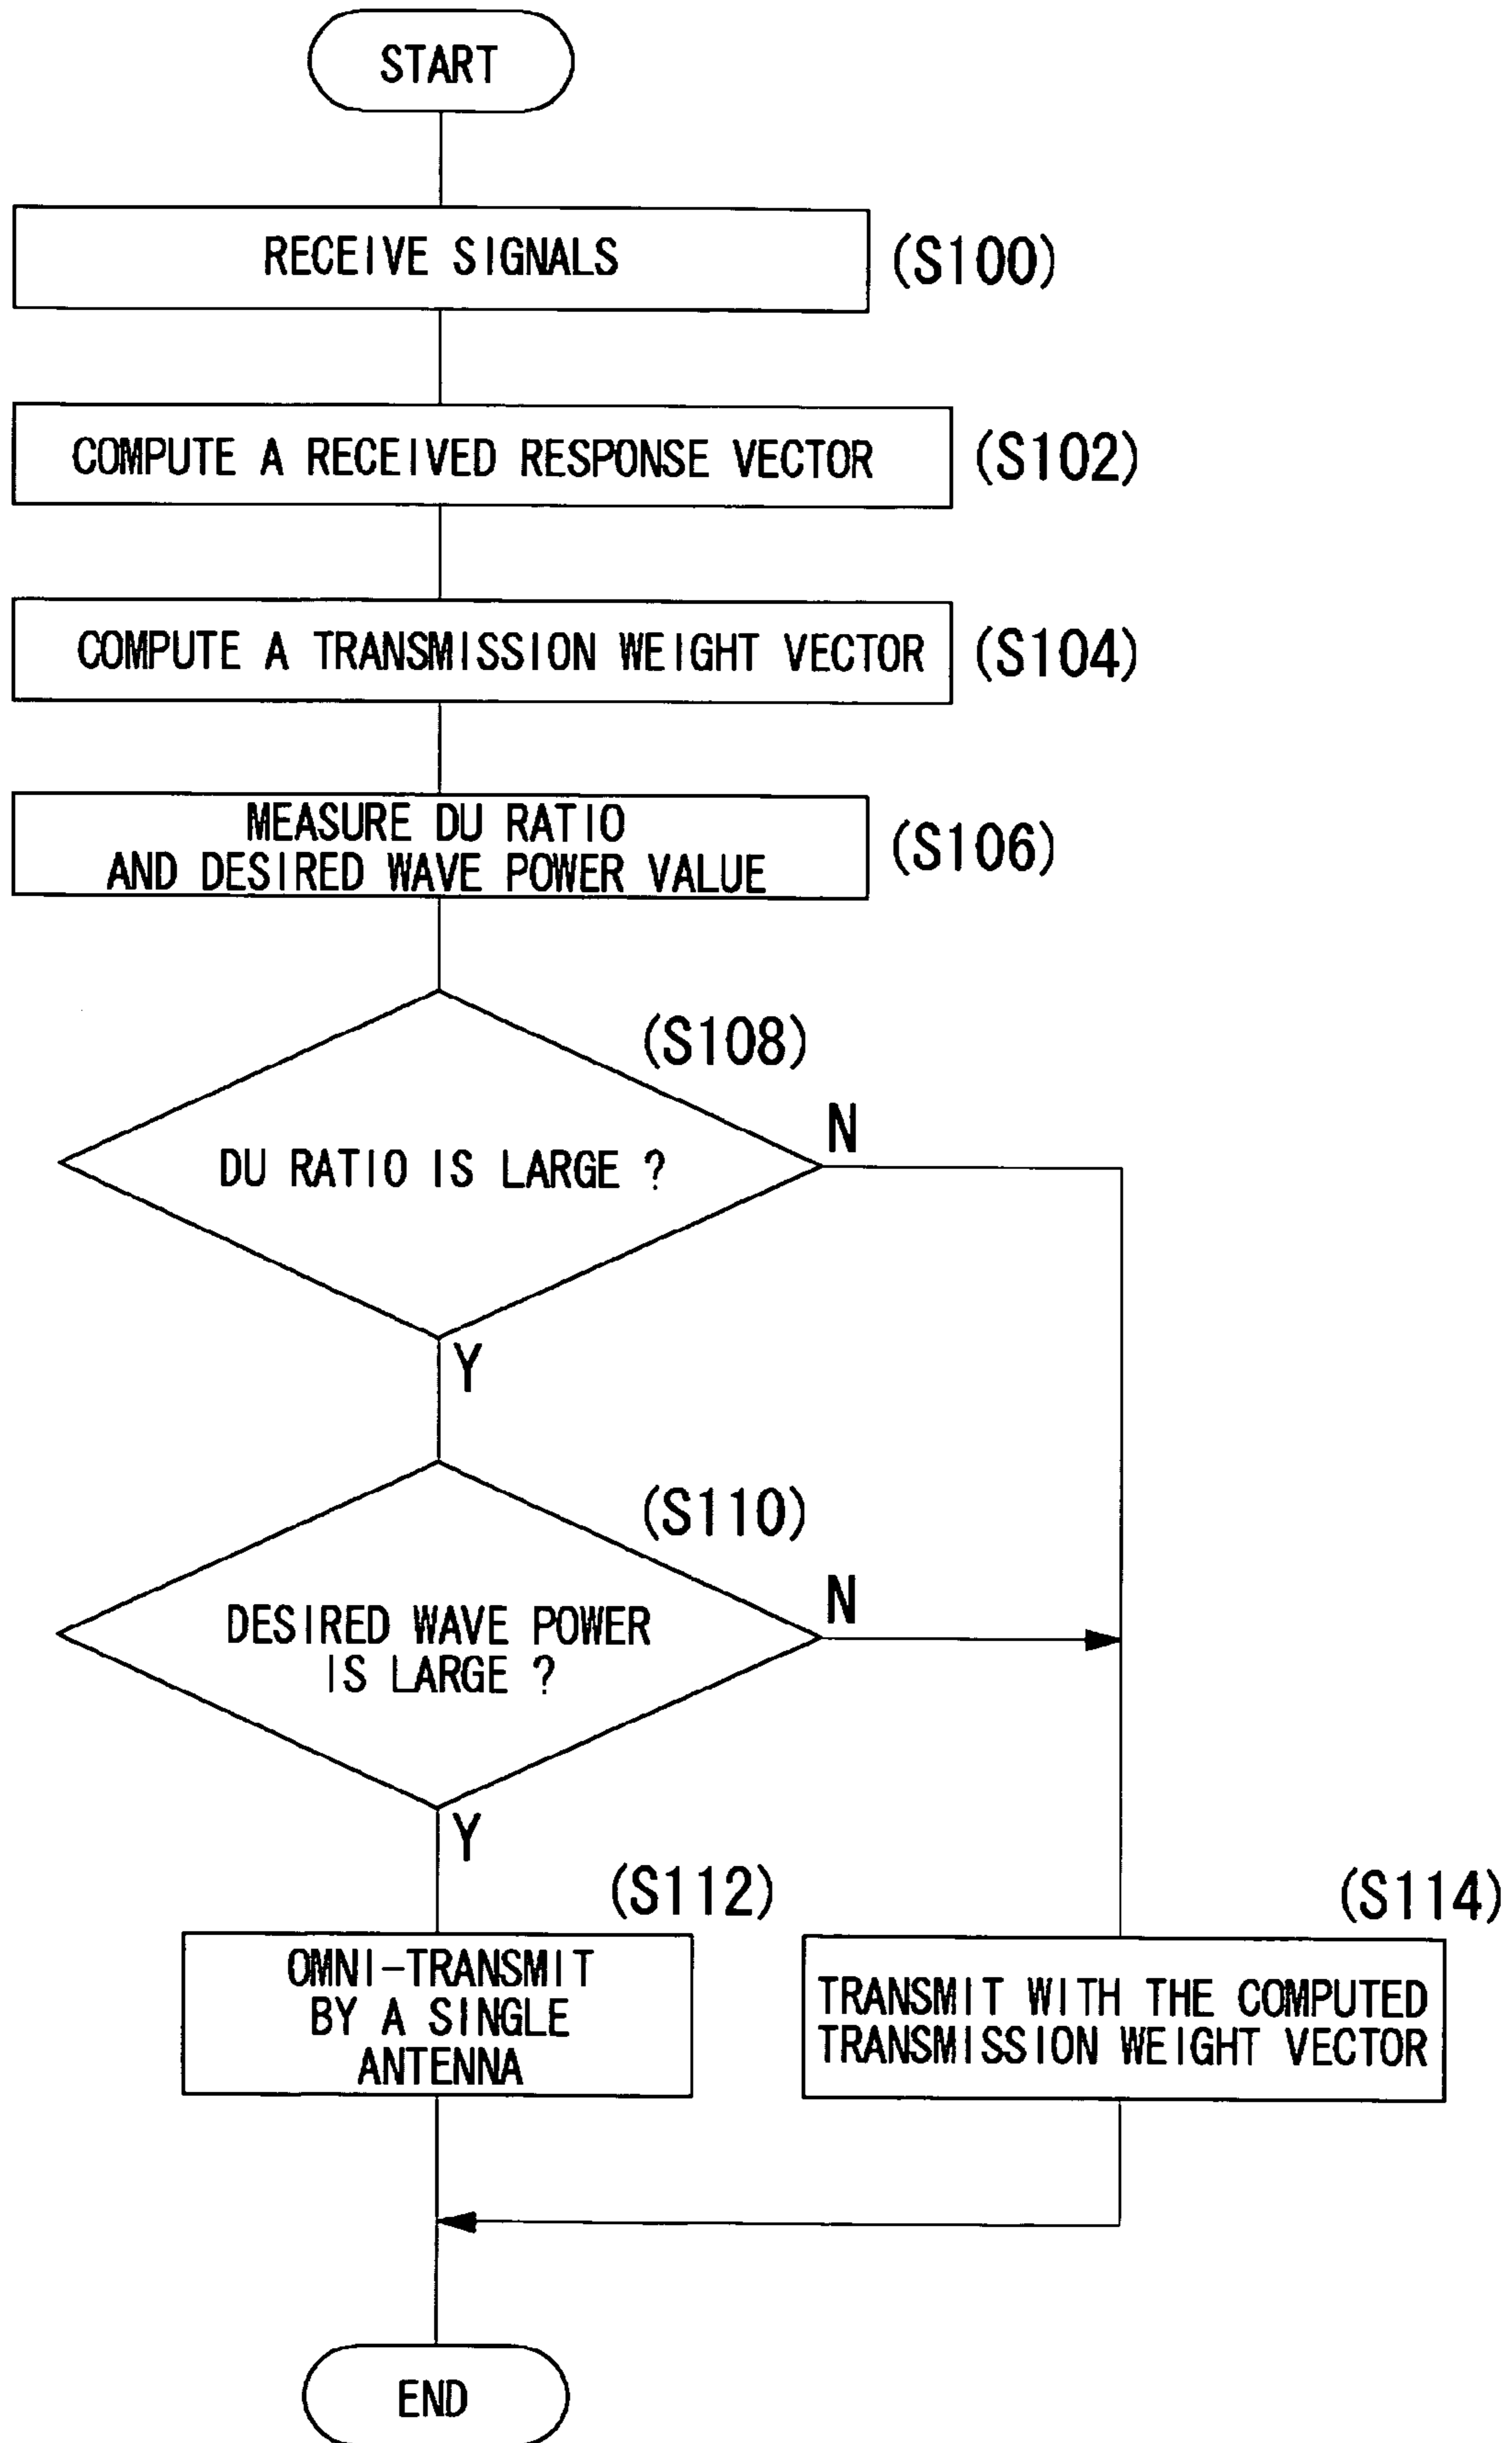 START
RECEIVE SIGNALS
(S100)
COMPUTE A RECEIVED RESPONSE VECTOR
(S102)
COMPUTE A TRANSMISSION WEIGHT VECTOR
(S104)
MEASURE DU RATIO
AND DESIRED WAVE POWER VALUE
(S106)
(S108)
DU RATIO IS LARGE ?
N
Y
(S110)
DESIRED WAVE POWER
IS LARGE ?
N
Y
(S112)
OMNI-TRANSMIT
BY A SINGLE
ANTENNA
(S114)
TRANSMIT WITH THE COMPUTED
TRANSMISSION WEIGHT VECTOR
END